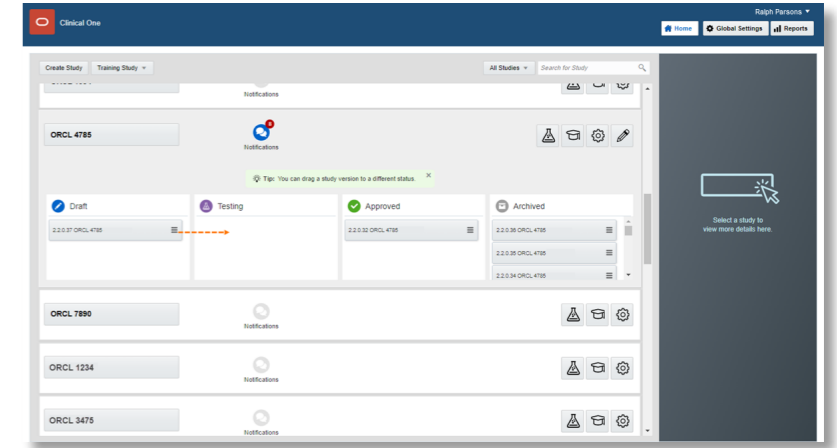 Ralph Parsons
Clinical One
Home
Global Settings
Reports
Create Study
Training Study
All Studies
Search for Study
Notifications
ORCL 4785
Notifications
Tip: You can drag a study version to a different status.
Draft
Testing
Approved
Archived
2.2.0.37 ORCL 4785
2.2.0.32 ORCL 4785
2.2.0.36 ORCL 4785
2.2.0.35 ORCL 4785
2.2.0.34 ORCL 4785
Select a study to
view more details here.
ORCL 7890
Notifications
ORCL 1234
Notifications
ORCL 3475
Notifications